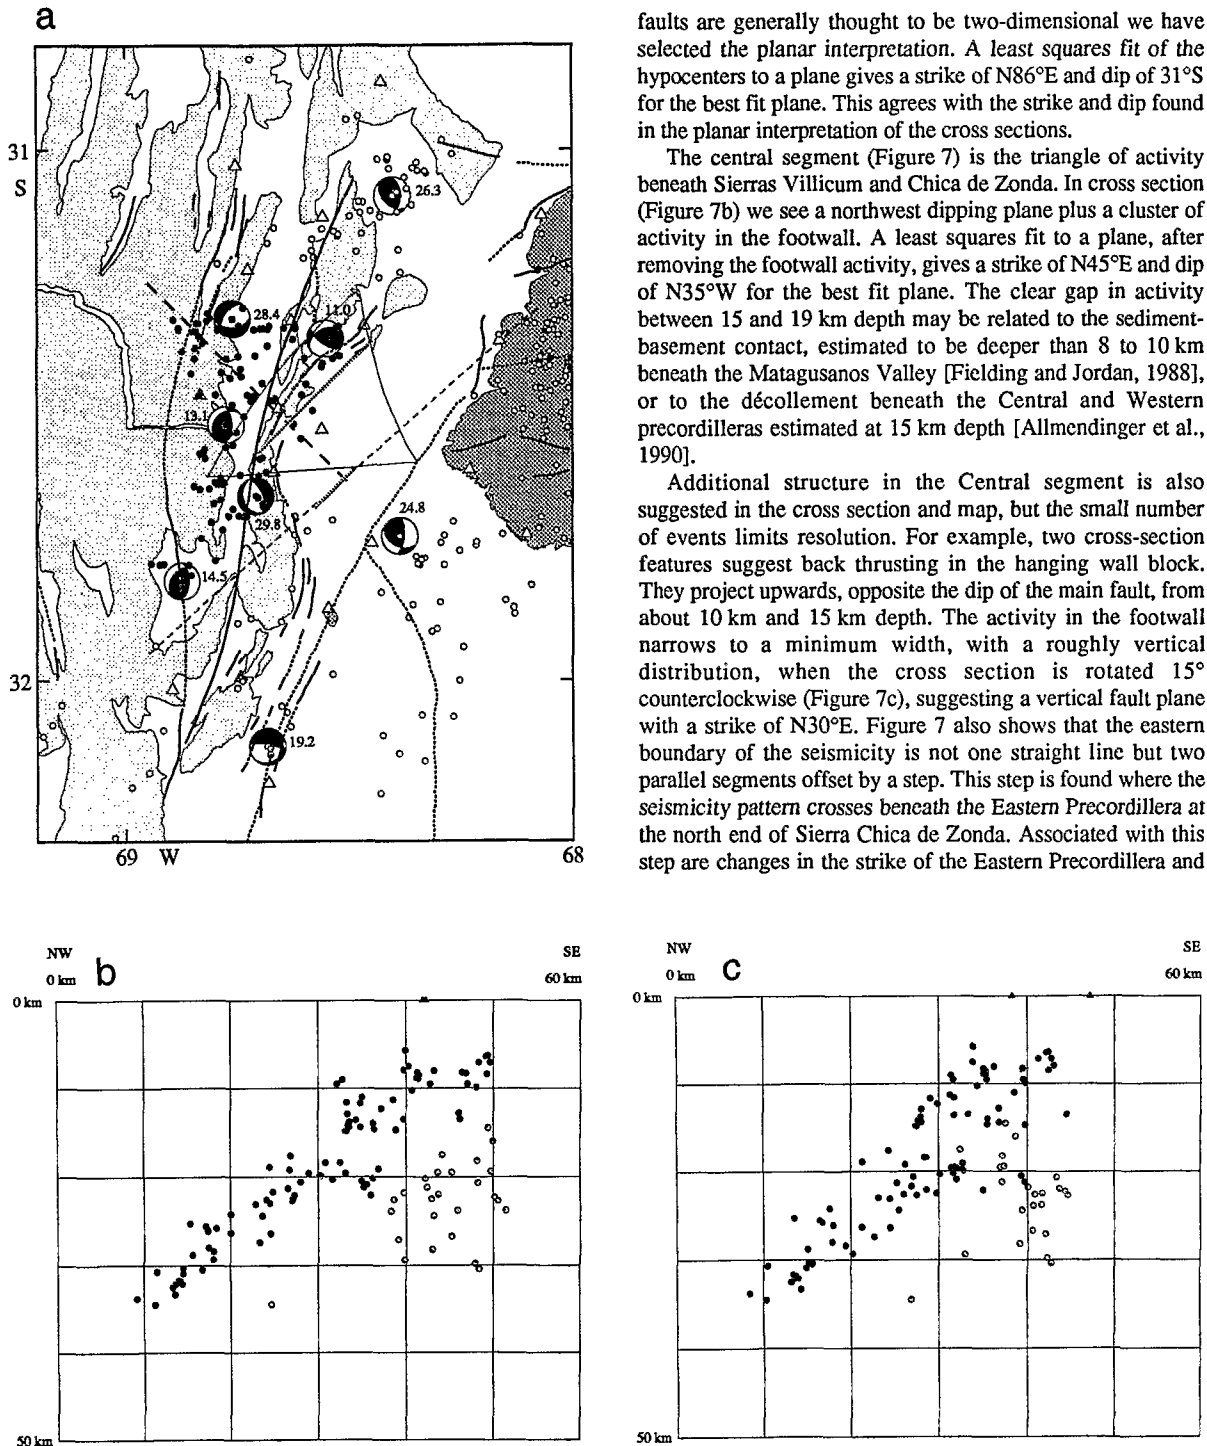 a
31
S
26.3
28.4
11.0
13.1
29.8
24.8
14.5
19.2
69 W 68
faults are generally thought to be two-dimensional we have
selected the planar interpretation. A least squares fit of the
hypocenters to a plane gives a strike of N86°E and dip of 31°S
for the best fit plane. This agrees with the strike and dip found
in the planar interpretation of the cross sections.
The central segment (Figure 7) is the triangle of activity
beneath Sierras Villicum and Chica de Zonda. In cross section
(Figure 7b) we see a northwest dipping plane plus a cluster of
activity in the footwall. A least squares fit to a plane, after
removing the footwall activity, gives a strike of N45°E and dip
of N35°W for the best fit plane. The clear gap in activity
between 15 and 19 km depth may be related to the sediment-
basement contact, estimated to be deeper than 8 to 10 km
beneath the Matagusanos Valley [Fielding and Jordan, 1988],
or to the décollement beneath the Central and Western
precordilleras estimated at 15 km depth [Allmendinger et al.,
1990].
Additional structure in the Central segment is also
suggested in the cross section and map, but the small number
of events limits resolution. For example, two cross-section
features suggest back thrusting in the hanging wall block.
They project upwards, opposite the dip of the main fault, from
about 10 km and 15 km depth. The activity in the footwall
narrows to a minimum width, with a roughly vertical
distribution, when the cross section is rotated 15°
counterclockwise (Figure 7c), suggesting a vertical fault plane
with a strike of N30°E. Figure 7 also shows that the eastern
boundary of the seismicity is not one straight line but two
parallel segments offset by a step. This step is found where the
seismicity pattern crosses beneath the Eastern Precordillera at
the north end of Sierra Chica de Zonda. Associated with this
step are changes in the strike of the Eastern Precordillera and
NW SE
0 km b 60 km
0 km
50 km
NW SE
0 km c 60 km
0 km
50 km